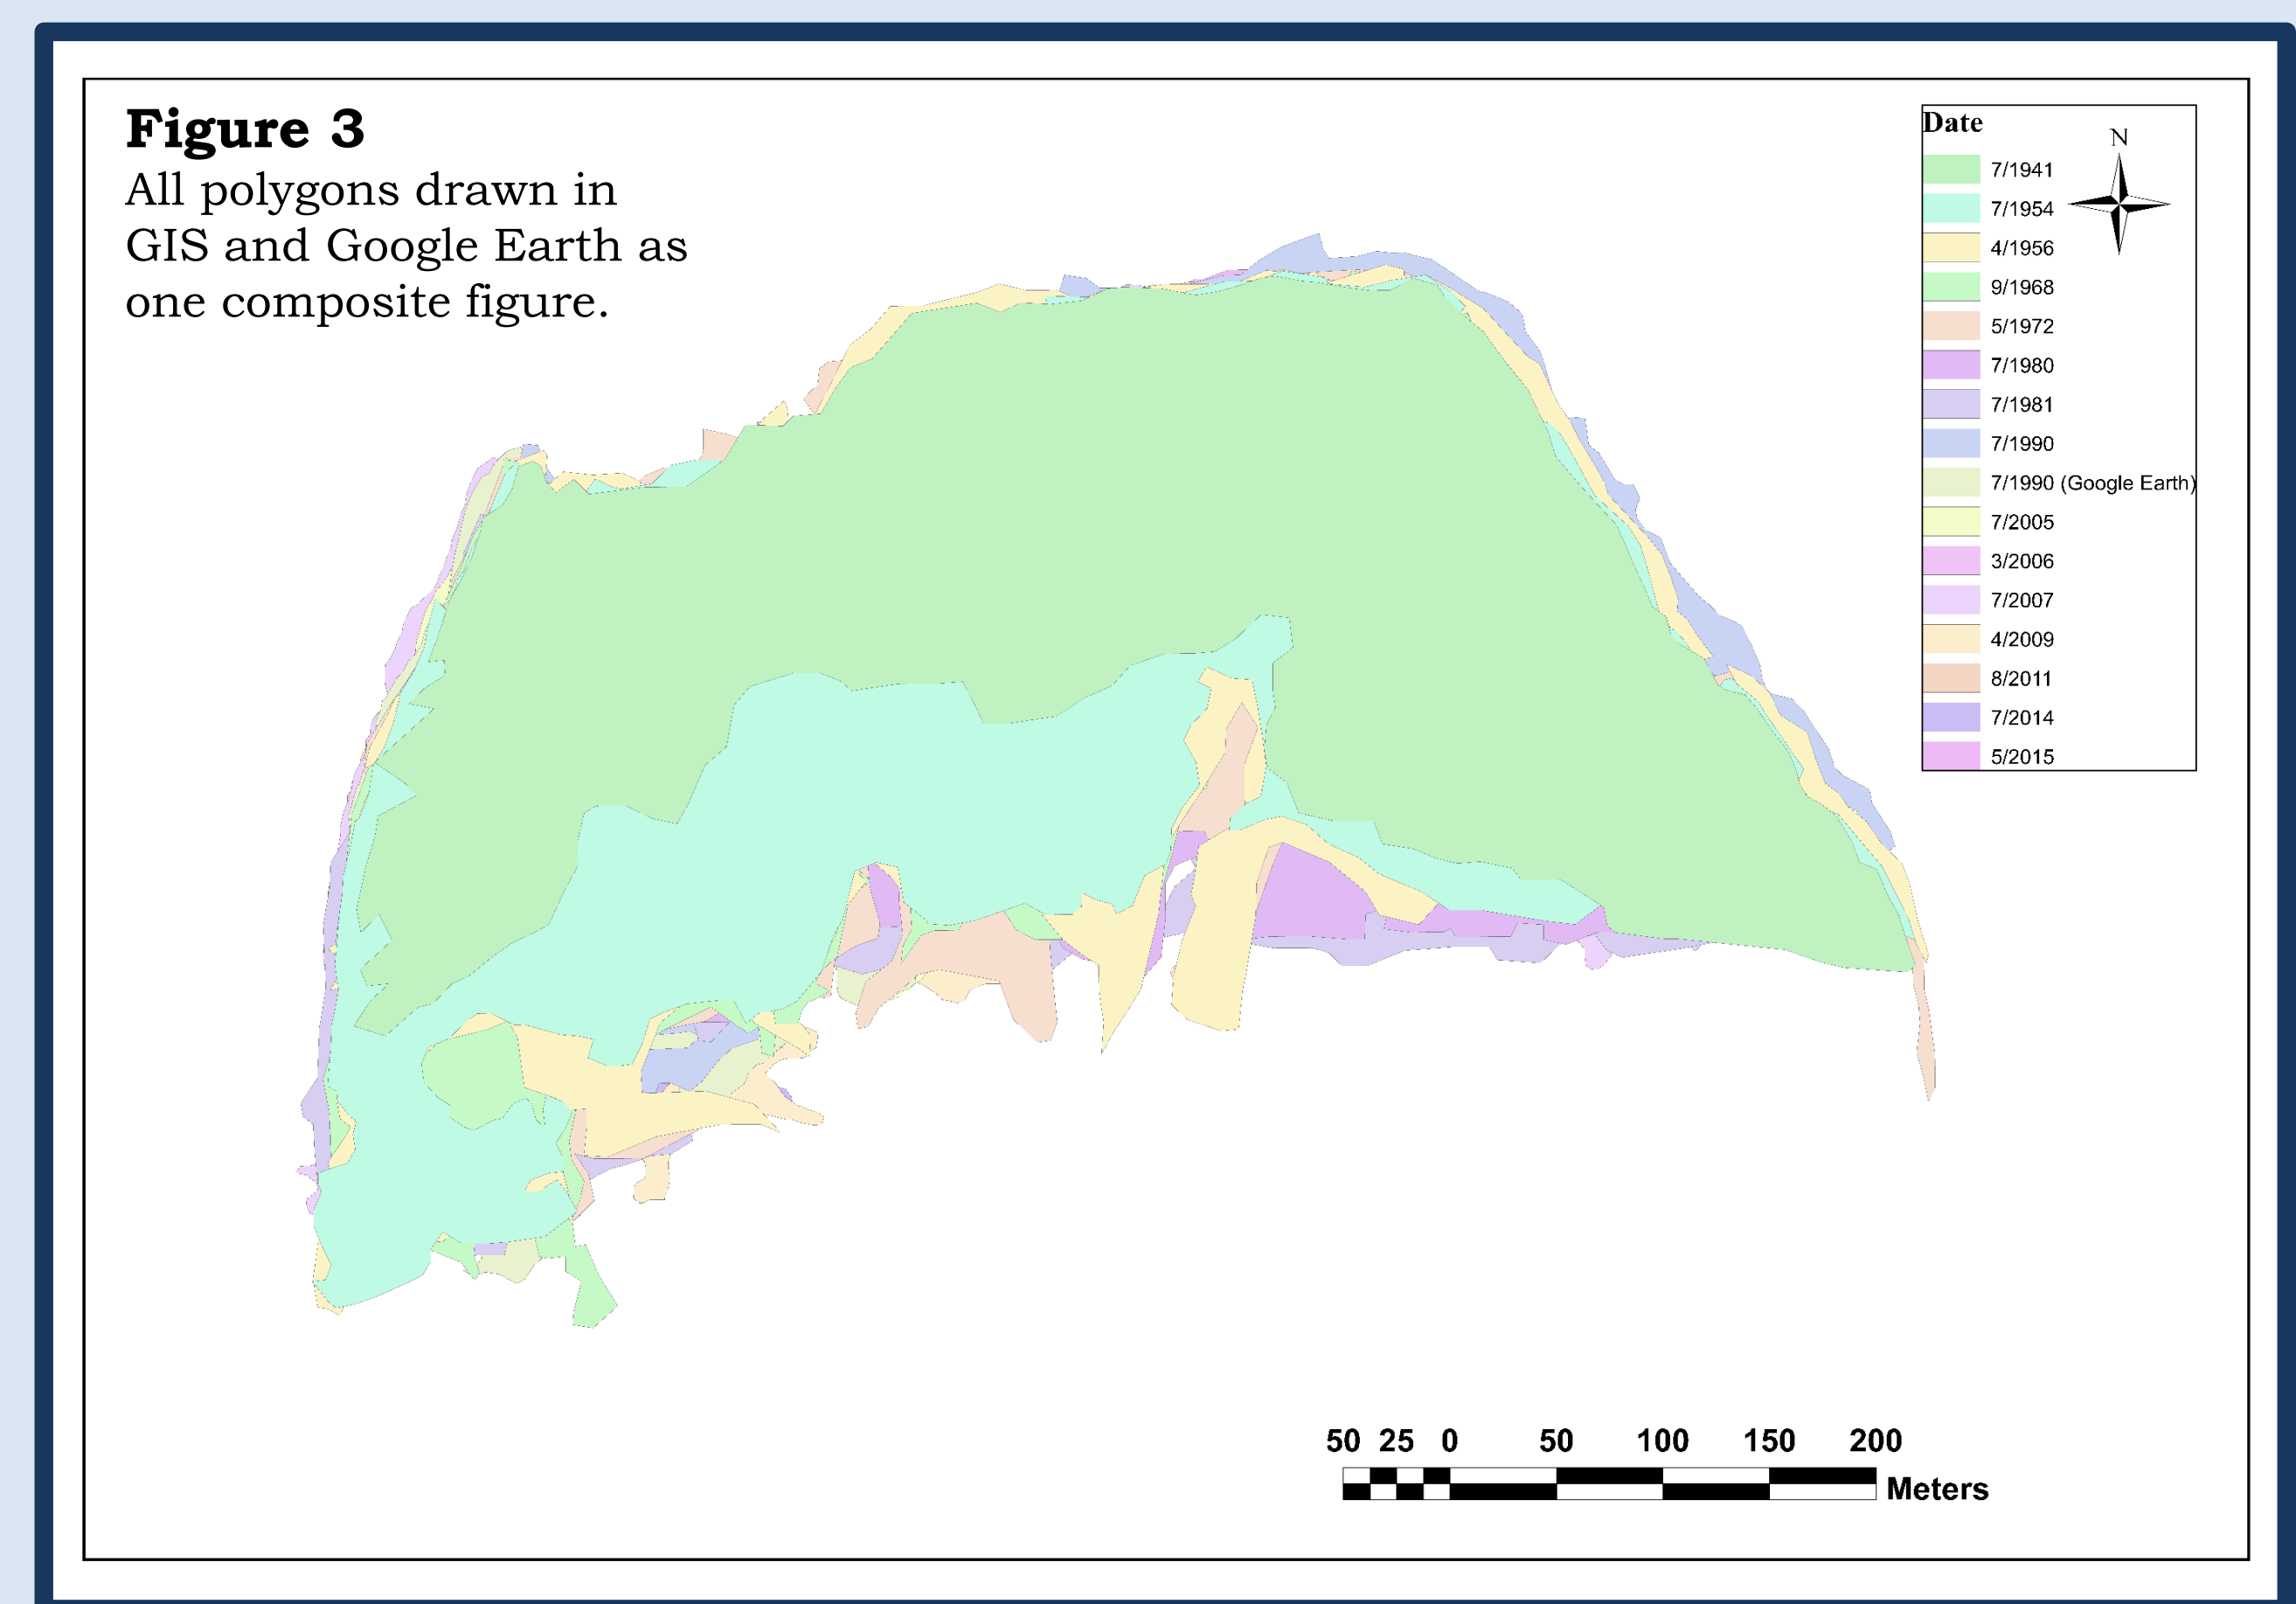 Figure 3
All polygons drawn in
GIS and Google Earth as
one composite figure.
Date
N
7/1941
7/1954
4/1956
9/1968
5/1972
7/1980
7/1981
7/1990
7/1990 (Google Earth)
7/2005
3/2006
7/2007
4/2009
8/2011
7/2014
5/2015
50 25 0 50 100 150 200
Meters